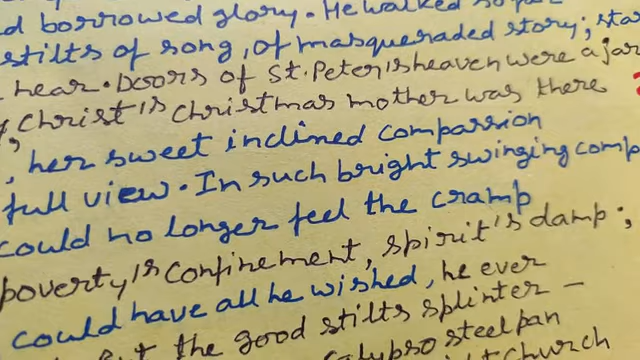 d borrowed glory. He walked
stilts of song, of masqueraded story; sta
hear. Doors of St. Peter's heaven were ajar
Christ's Christmas mother was there
, her sweet inclined compassion
full view. In such bright swinging comp
could no longer feel the cramp
poverty's confinement, spirit's damp;
could have all he wished, he ever
But the good stilts splinter –
calypso steelpan
church